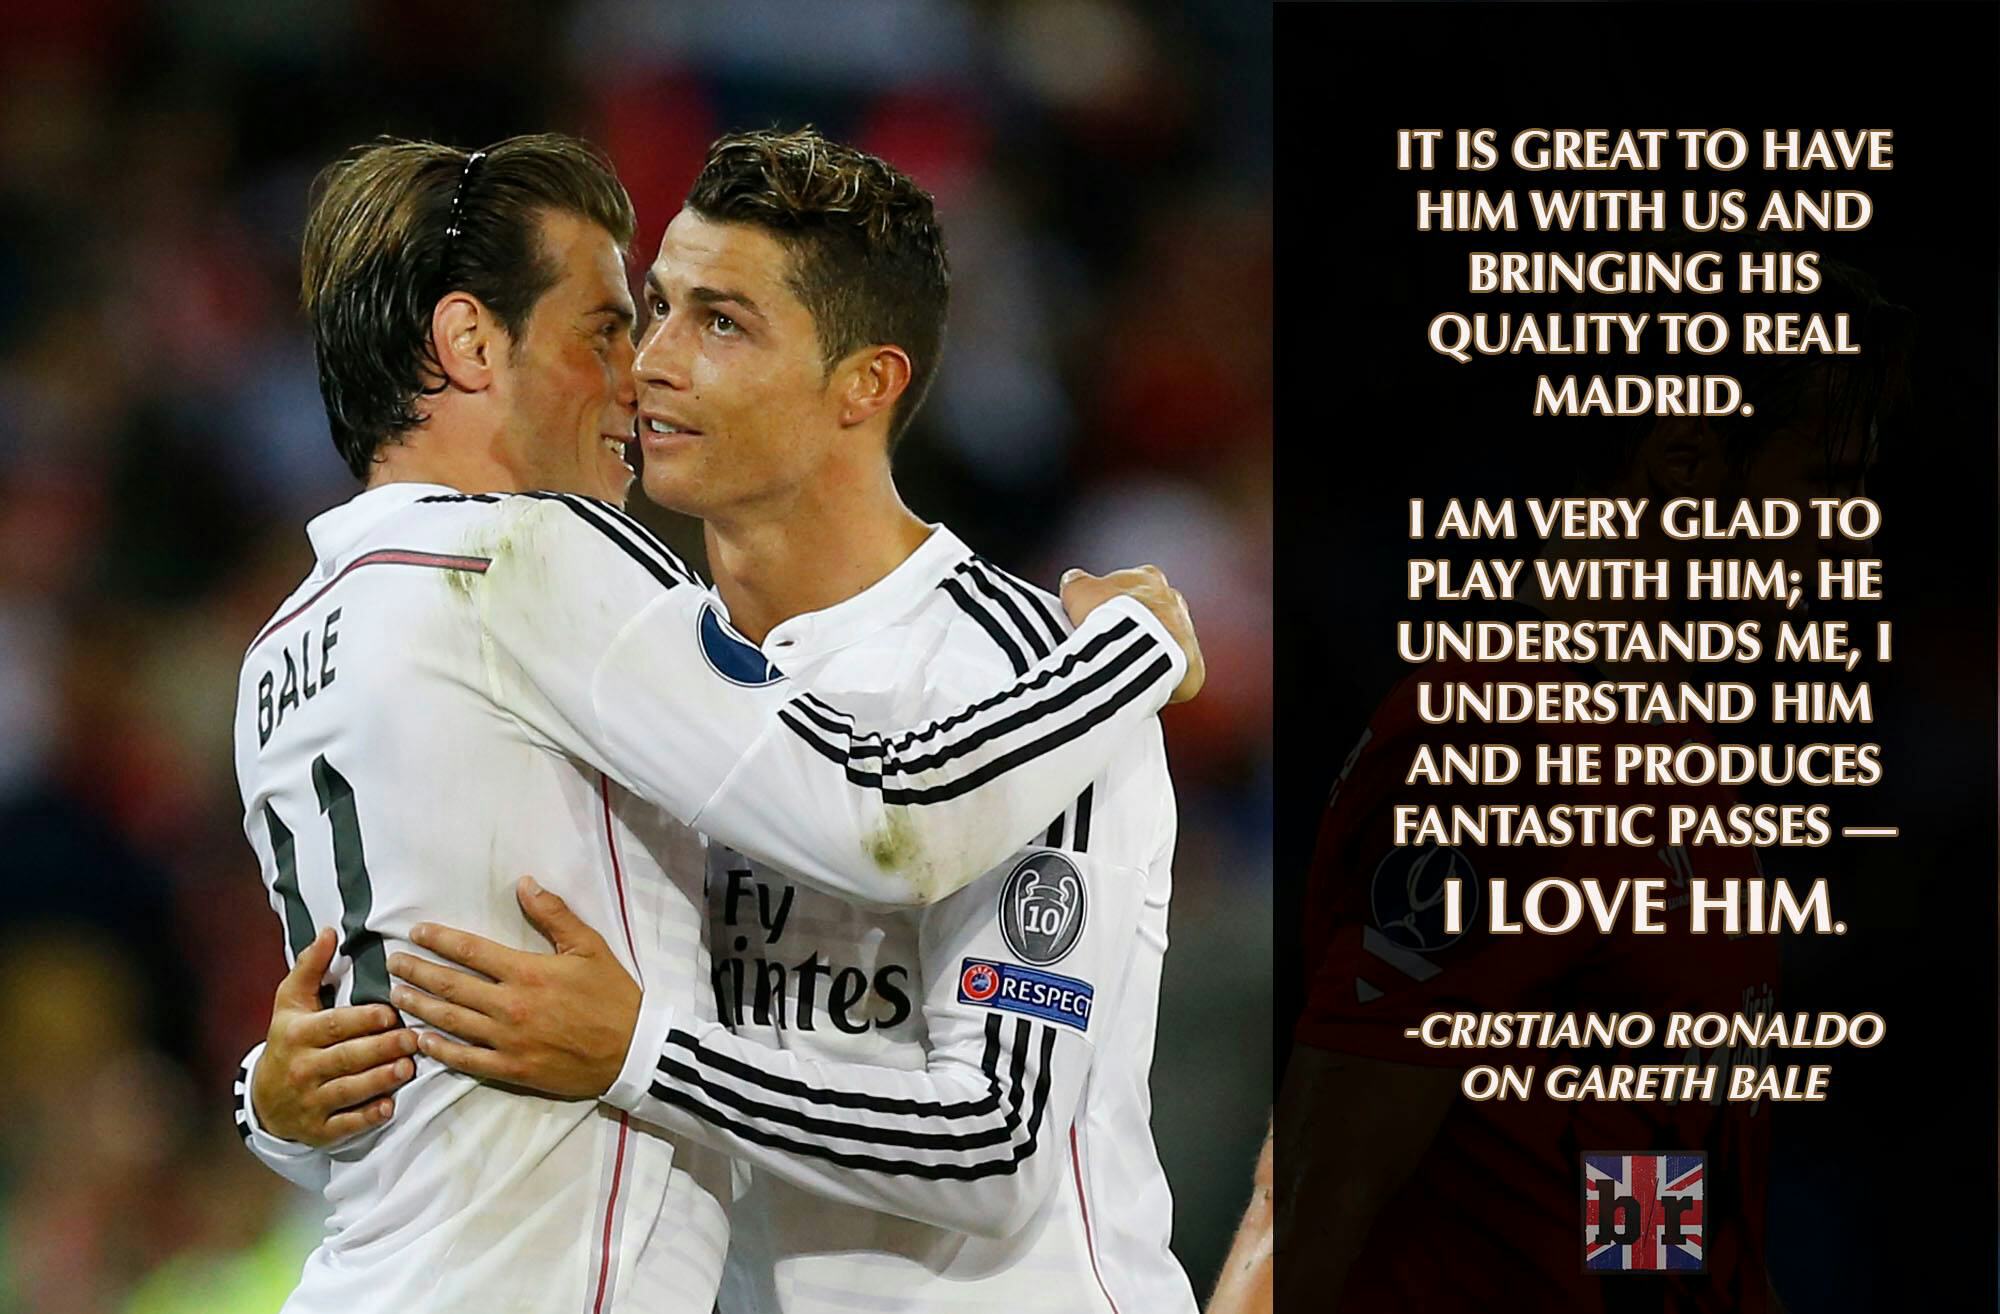 BALE
11
Fly
10
RESPECT
IT IS GREAT TO HAVE
HIM WITH US AND
BRINGING HIS
QUALITY TO REAL
MADRID.
I AM VERY GLAD TO
PLAY WITH HIM; HE
UNDERSTANDS ME, I
UNDERSTAND HIM
AND HE PRODUCES
FANTASTIC PASSES —
I LOVE HIM.
-CRISTIANO RONALDO
ON GARETH BALE
b/r